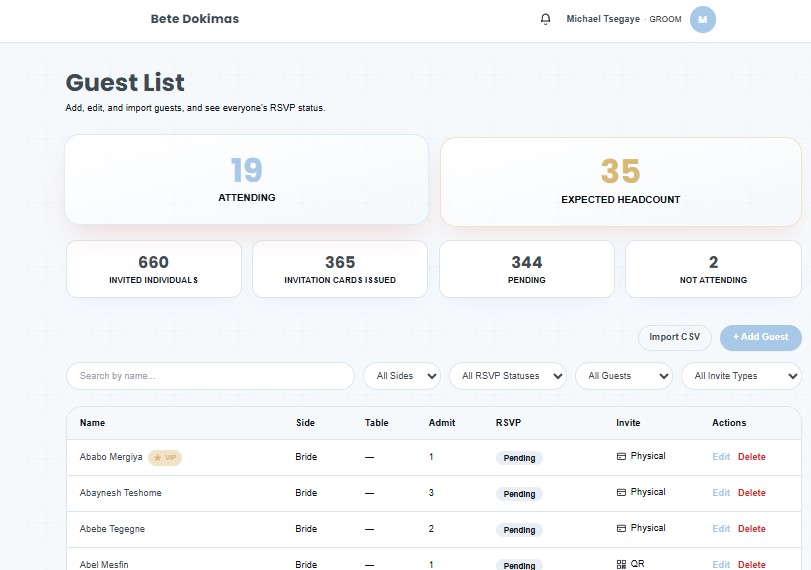 Bete Dokimas
Michael Tsegaye · GROOM M
Guest List
Add, edit, and import guests, and see everyone's RSVP status.
19
ATTENDING
35
EXPECTED HEADCOUNT
660
INVITED INDIVIDUALS
365
INVITATION CARDS ISSUED
344
PENDING
2
NOT ATTENDING
Import CSV + Add Guest
Search by name... All Sides All RSVP Statuses All Guests All Invite Types
Name Side Table Admit RSVP Invite Actions
Ababo Mergiya ★ VIP Bride — 1 Pending Physical Edit Delete
Abaynesh Teshome Bride — 3 Pending Physical Edit Delete
Abebe Tegegne Bride — 2 Pending Physical Edit Delete
Abel Mesfin Bride — 1 Pending QR Edit Delete